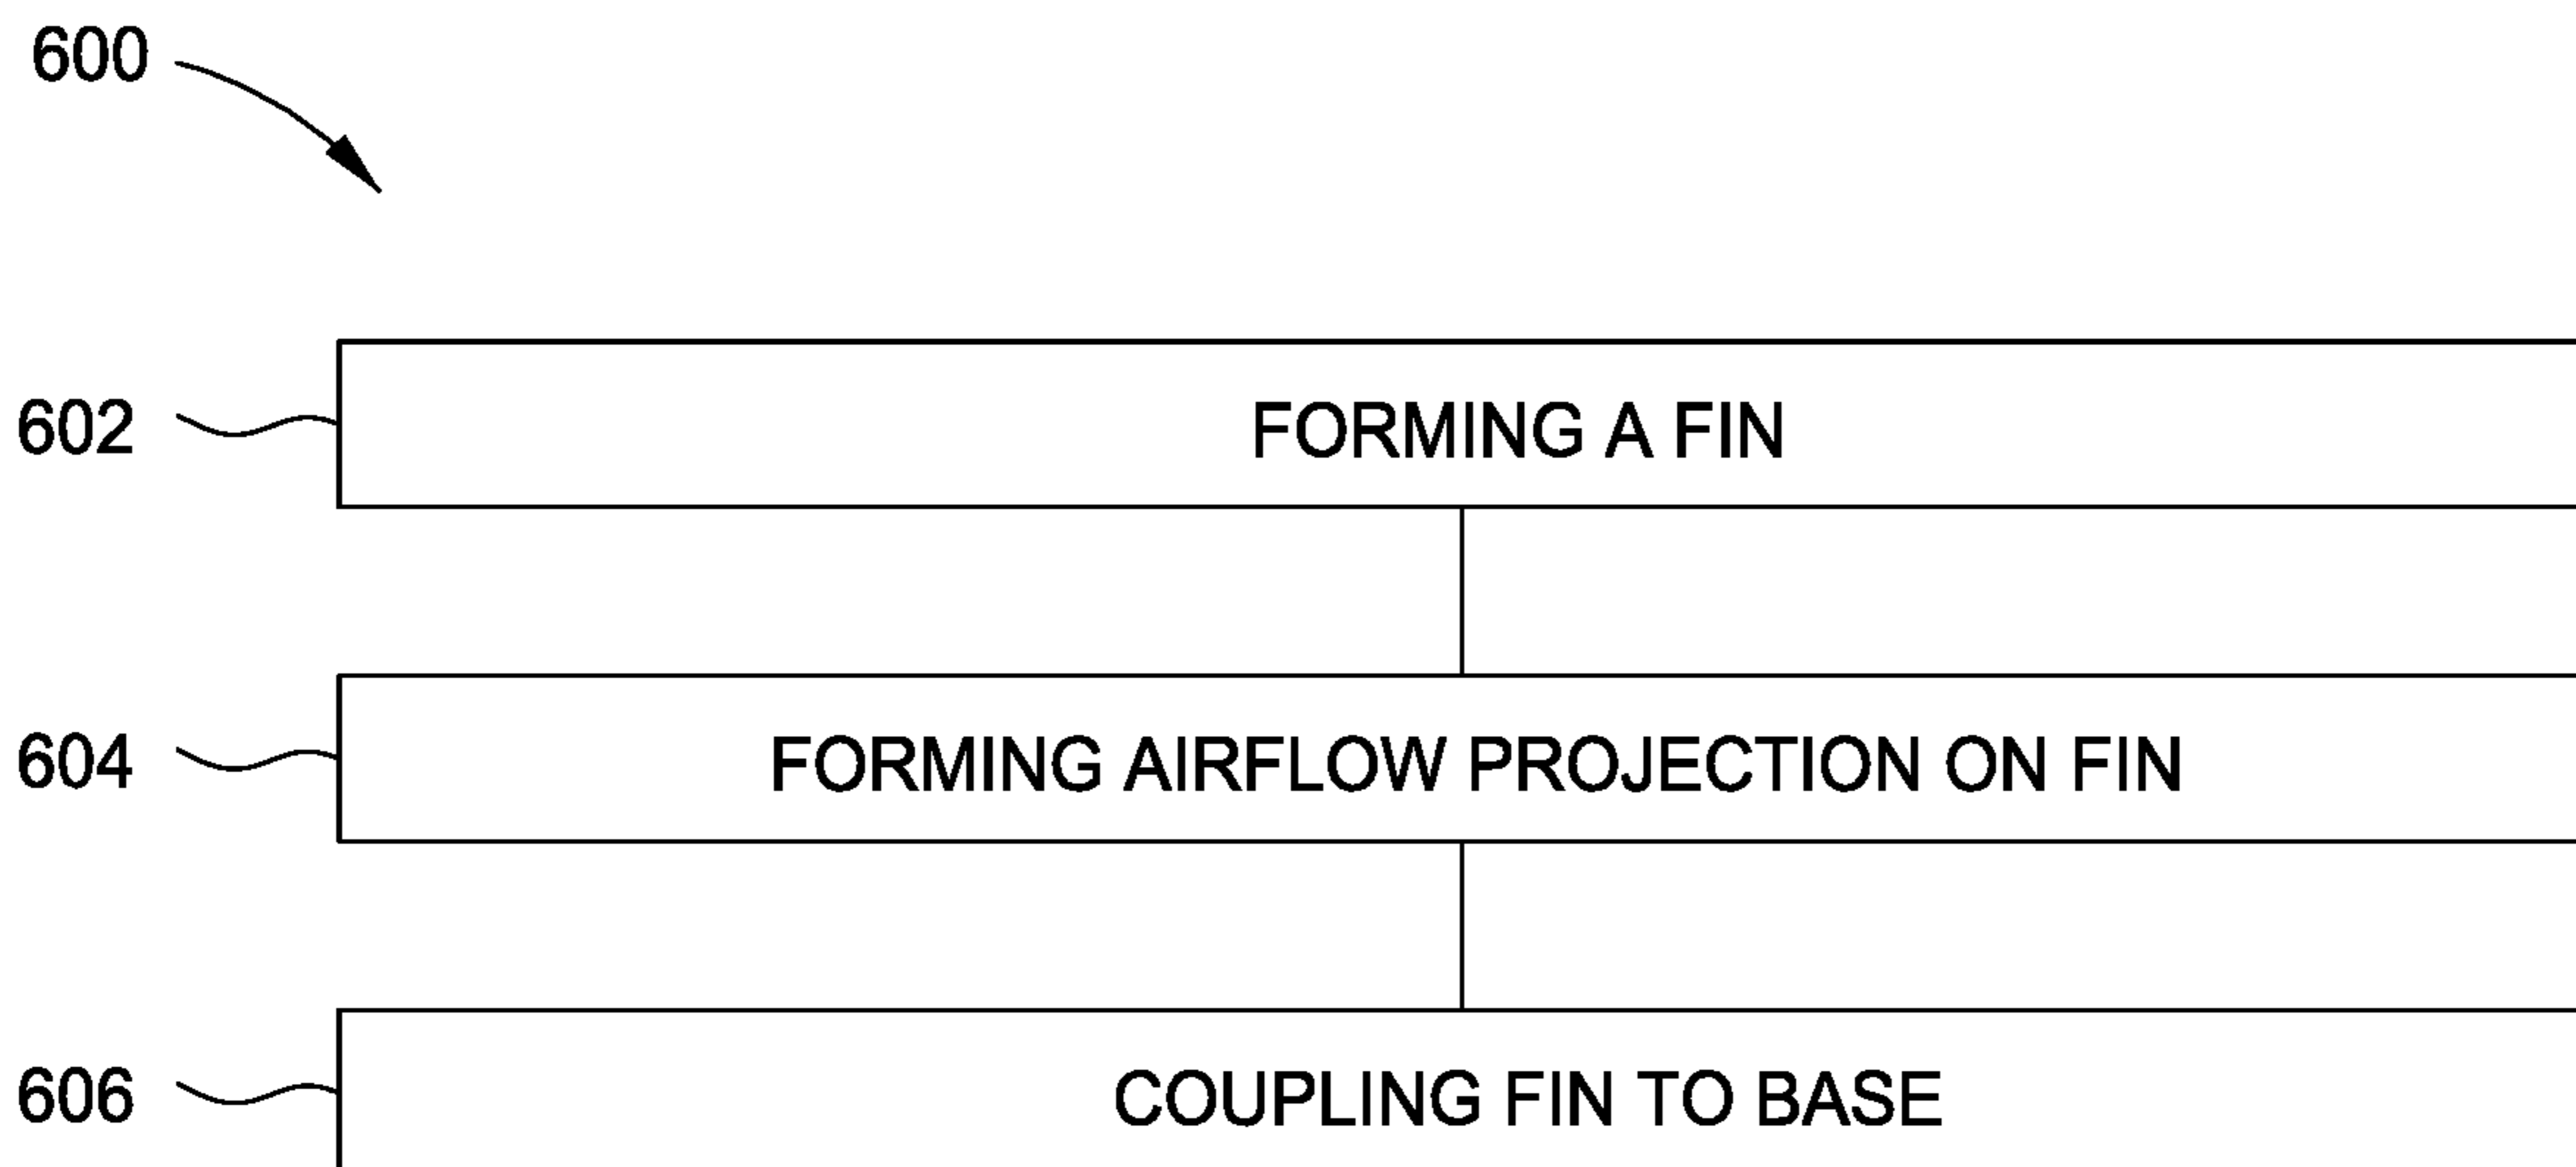 600
602 FORMING A FIN
604 FORMING AIRFLOW PROJECTION ON FIN
606 COUPLING FIN TO BASE